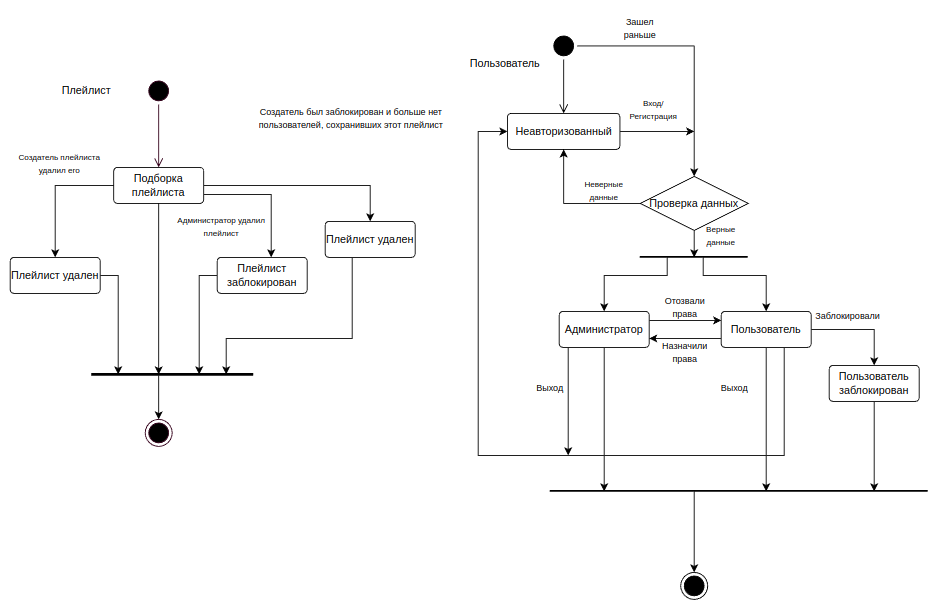 Плейлист
Создатель был заблокирован и больше нет
пользователей, сохранивших этот плейлист
Создатель плейлиста
удалил его
Подборка
плейлиста
Администратор удалил
плейлист
Плейлист удален
Плейлист удален
Плейлист
заблокирован
Зашел
раньше
Пользователь
Вход/
Регистрация
Неавторизованный
Неверные
данные
Проверка данных
Верные
данные
Отозвали
права
Администратор
Пользователь
Заблокировали
Назначили
права
Выход
Выход
Пользователь
заблокирован